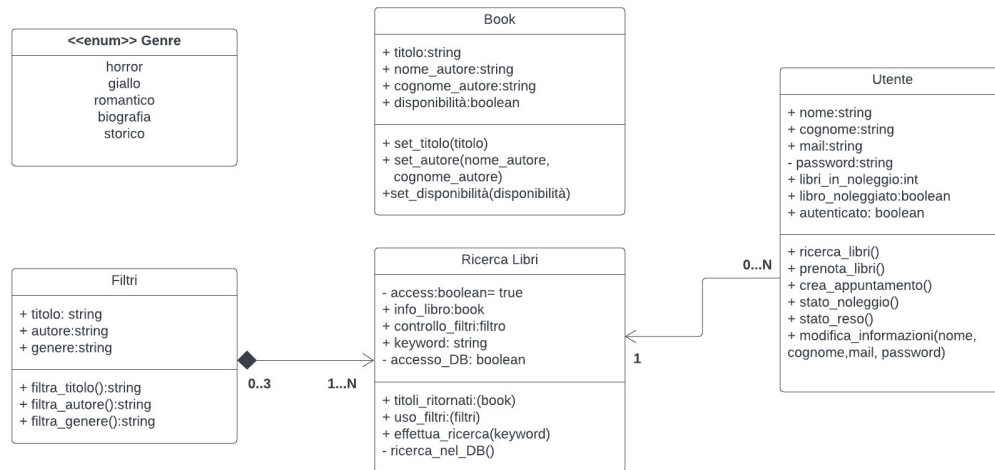 <<enum>> Genre
horror
giallo
romantico
biografia
storico
Book
+ titolo:string
+ nome_autore:string
+ cognome_autore:string
+ disponibilità:boolean
+ set_titolo(titolo)
+ set_autore(nome_autore,
cognome_autore)
+set_disponibilità(disponibilità)
Utente
+ nome:string
+ cognome:string
+ mail:string
- password:string
+ libri_in_noleggio:int
+ libro_noleggiato:boolean
+ autenticato: boolean
+ ricerca_libri()
+ prenota_libri()
+ crea_appuntamento()
+ stato_noleggio()
+ stato_reso()
+ modifica_informazioni(nome,
cognome,mail, password)
Filtri
+ titolo: string
+ autore:string
+ genere:string
+ filtra_titolo():string
+ filtra_autore():string
+ filtra_genere():string
0..3
1...N
Ricerca Libri
- access:boolean= true
+ info_libro:book
+ controllo_filtri:filtro
+ keyword: string
- accesso_DB: boolean
+ titoli_ritornati:(book)
+ uso_filtri:(filtri)
+ effettua_ricerca(keyword)
- ricerca_nel_DB()
0...N
1